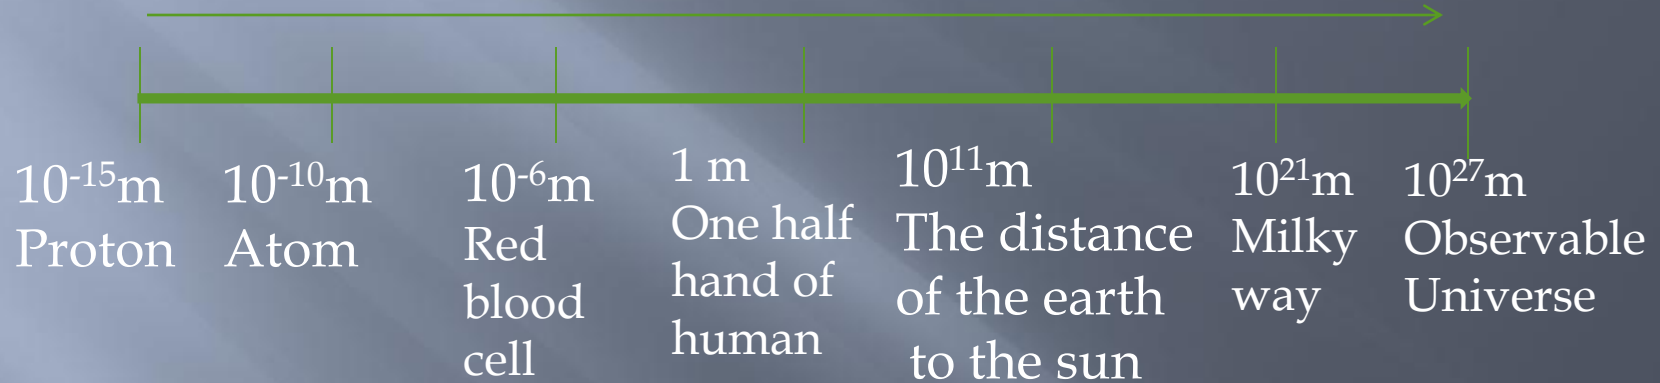 10⁻¹⁵m
Proton
10⁻¹⁰m
Atom
10⁻⁶m
Red
blood
cell
1 m
One half
hand of
human
10¹¹m
The distance
of the earth
to the sun
10²¹m
Milky
way
10²⁷m
Observable
Universe